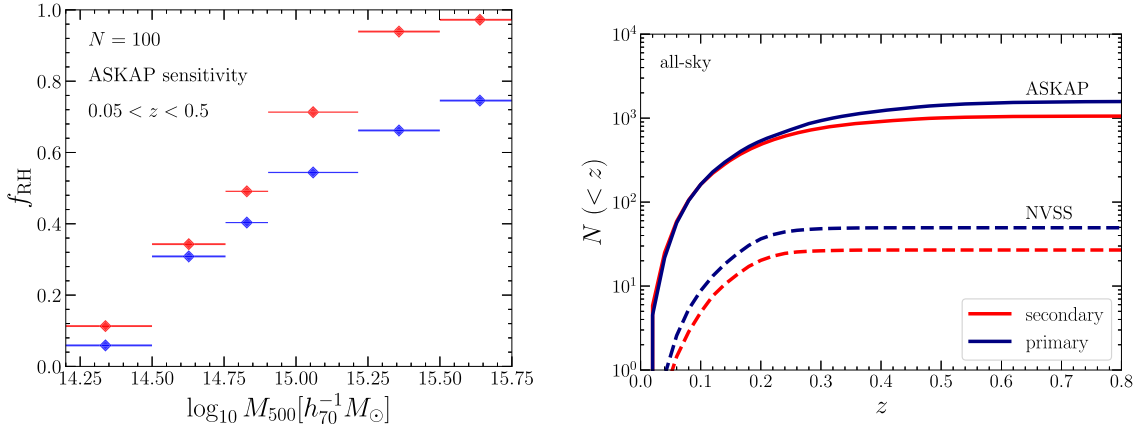 1.0
0.8
0.6
0.4
0.2
0.0
f_RH
N = 100
ASKAP sensitivity
0.05 < z < 0.5
14.25 14.50 14.75 15.00 15.25 15.50 15.75
log₁₀ M₅₀₀[h₇₀⁻¹M☉]
10⁴
10³
10²
10¹
10⁰
N (< z)
all-sky
ASKAP
NVSS
secondary
primary
0.0 0.1 0.2 0.3 0.4 0.5 0.6 0.7 0.8
z